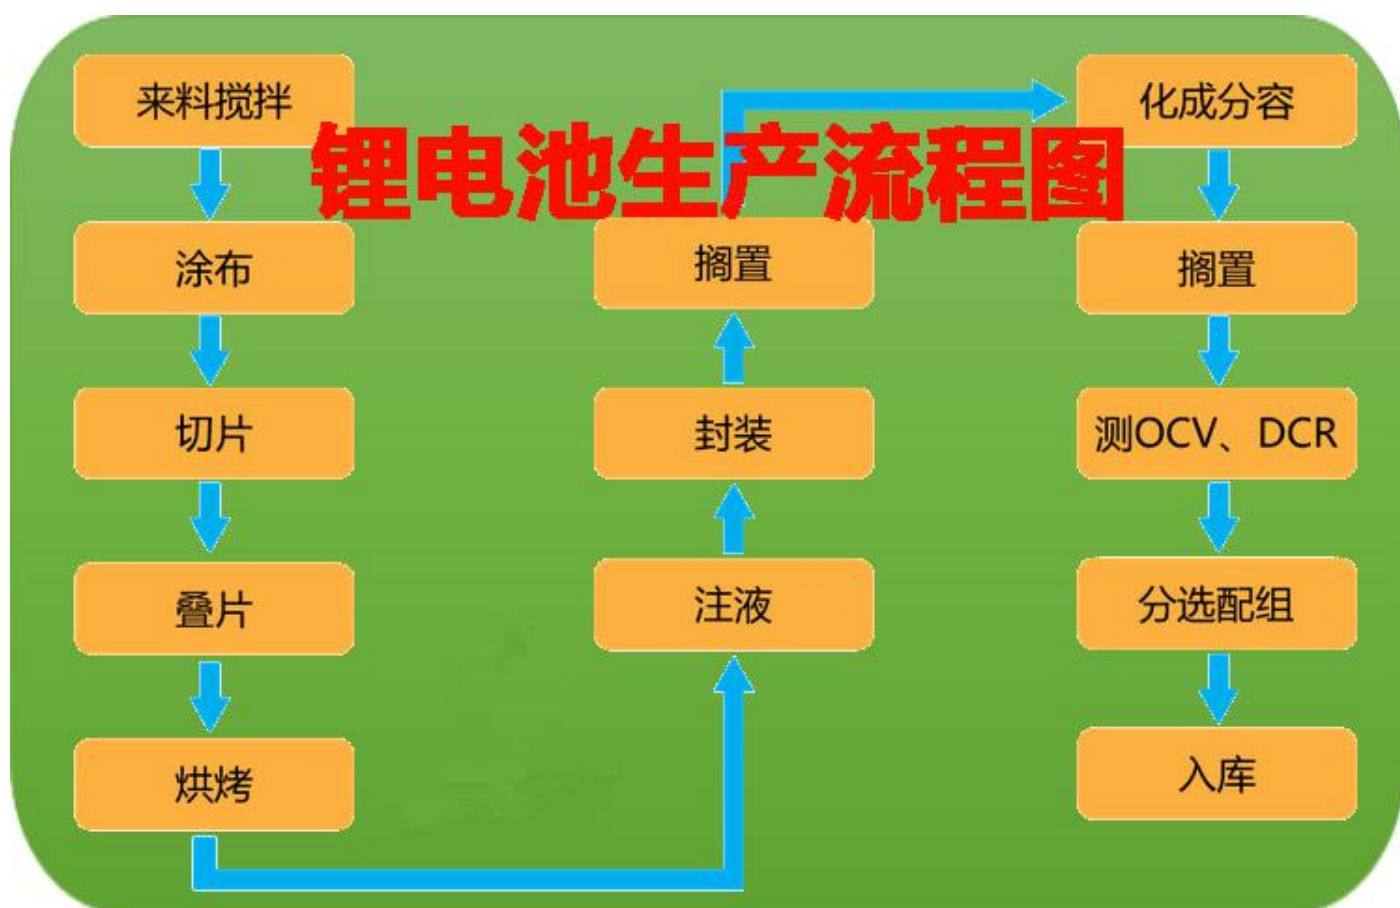 锂电池生产流程图
来料搅拌
涂布
切片
叠片
烘烤
注液
封装
搁置
化成分容
搁置
测OCV、DCR
分选配组
入库